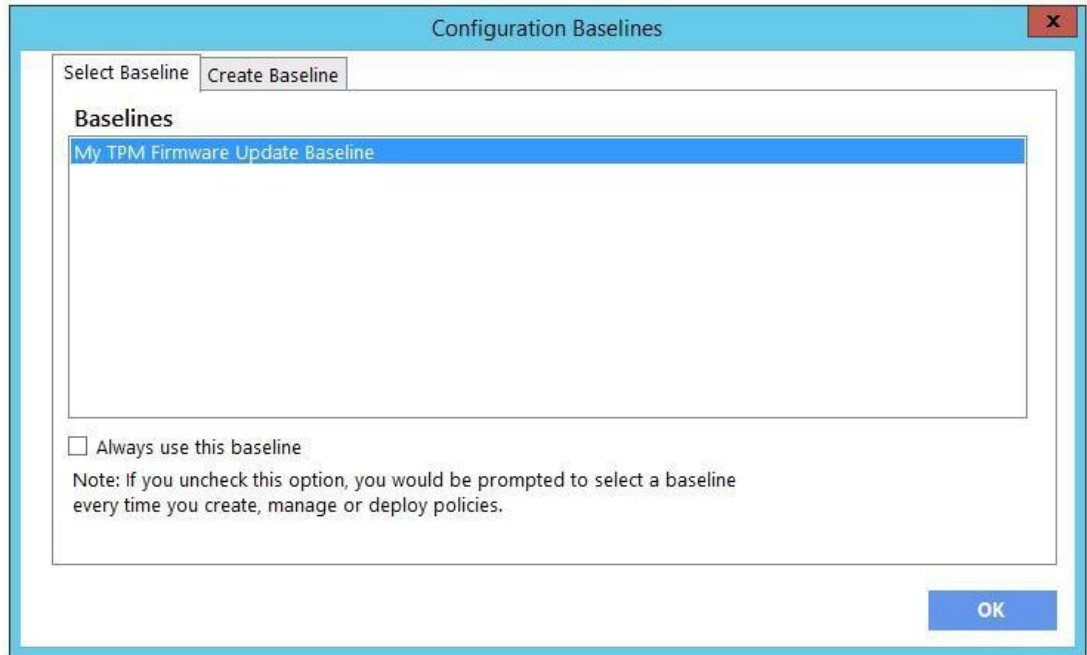 Configuration Baselines
x
Select Baseline Create Baseline
Baselines
My TPM Firmware Update Baseline
Always use this baseline
Note: If you uncheck this option, you would be prompted to select a baseline
every time you create, manage or deploy policies.
OK